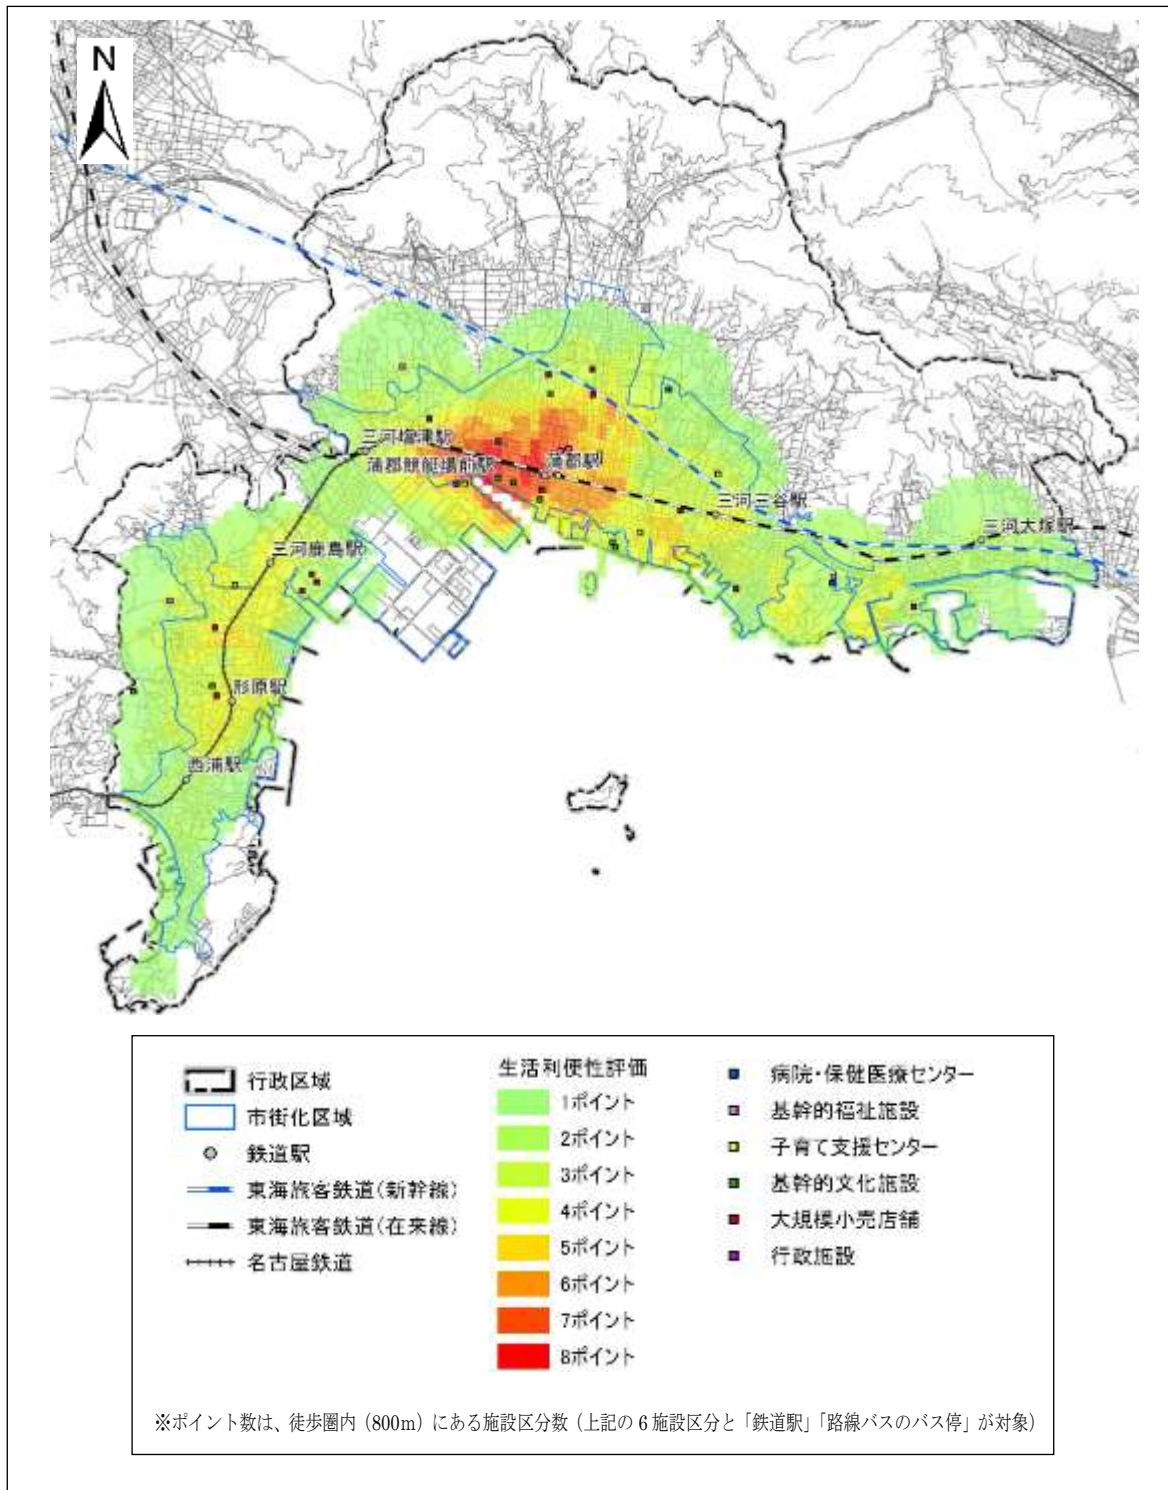 N
三河塩津駅
蒲郡競艇場前駅
蒲郡駅
三河三谷駅
三河大塚駅
三河鹿島駅
形原駅
西浦駅
行政区域
市街化区域
鉄道駅
東海旅客鉄道(新幹線)
東海旅客鉄道(在来線)
名古屋鉄道
生活利便性評価
1ポイント
2ポイント
3ポイント
4ポイント
5ポイント
6ポイント
7ポイント
8ポイント
病院・保健医療センター
基幹的福祉施設
子育て支援センター
基幹的文化施設
大規模小売店舗
行政施設
※ポイント数は、徒歩圏内（800m）にある施設区分数（上記の6施設区分と「鉄道駅」「路線バスのバス停」が対象）